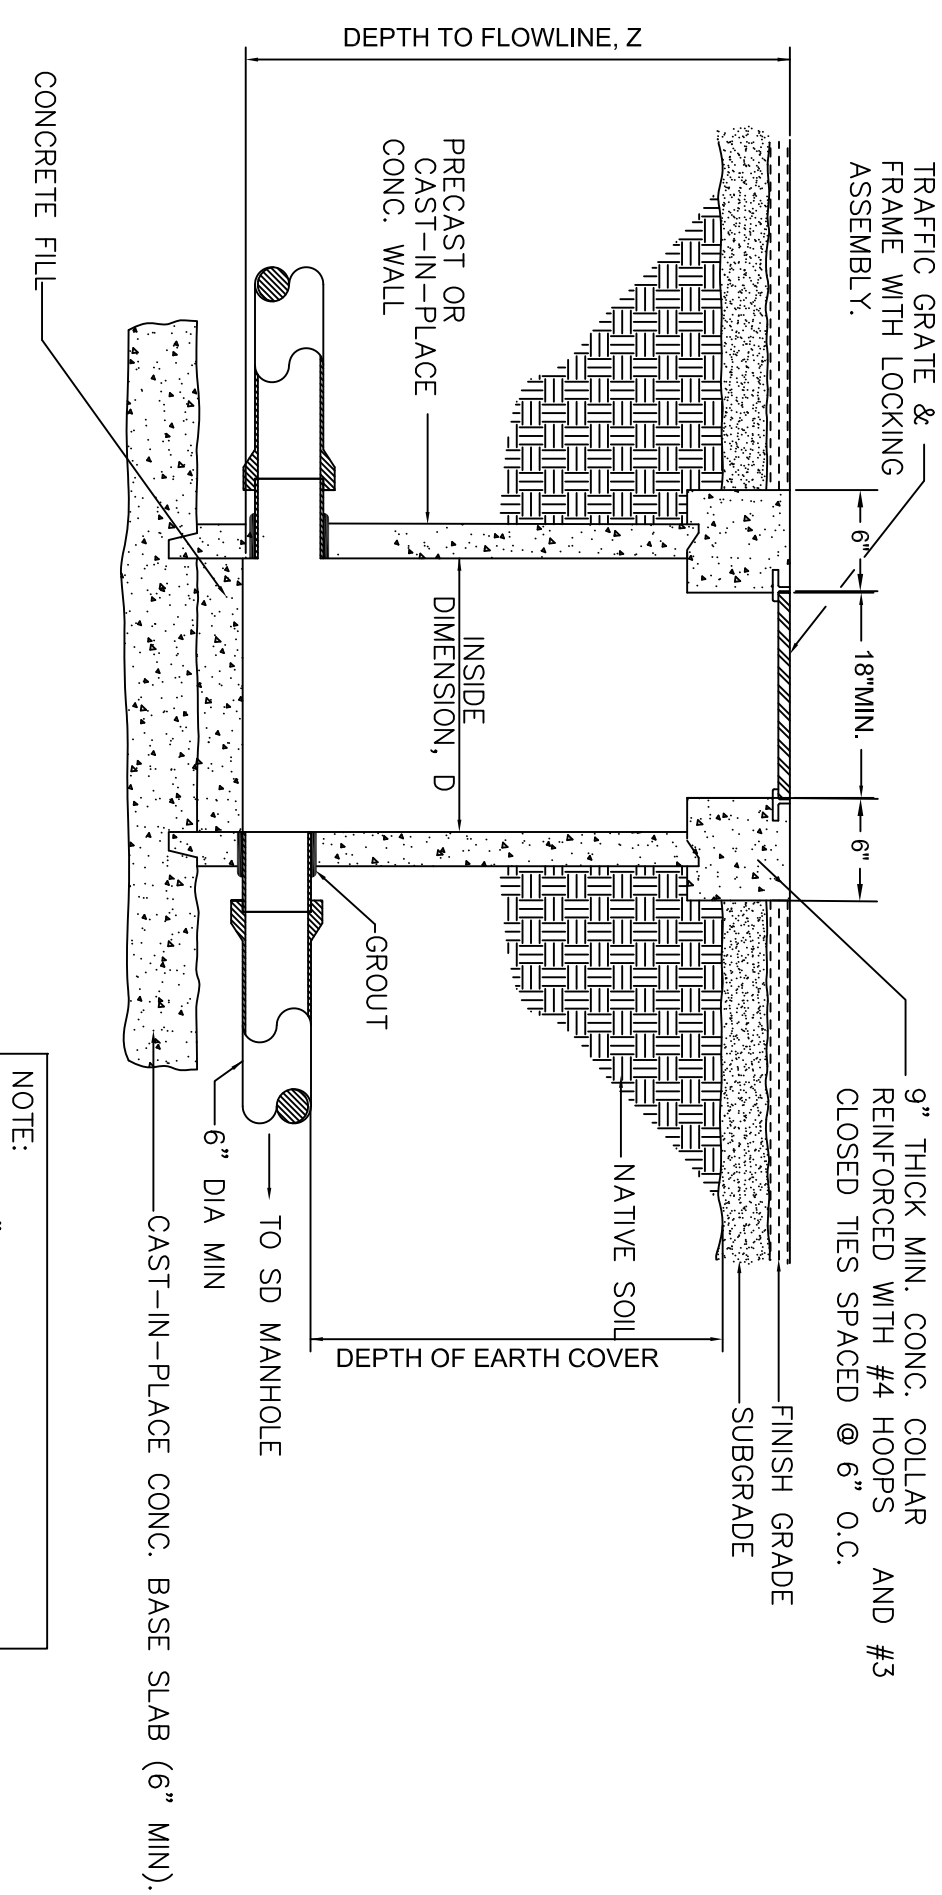 TRAFFIC GRATE &
FRAME WITH LOCKING
ASSEMBLY.
6"
18"MIN.
6"
9" THICK MIN. CONC. COLLAR
REINFORCED WITH #4 HOOPS AND #3
CLOSED TIES SPACED @ 6" O.C.
FINISH GRADE
SUBGRADE
DEPTH TO FLOWLINE, Z
PRECAST OR
CAST-IN-PLACE
CONC. WALL
INSIDE
DIMENSION, D
NATIVE SOIL
DEPTH OF EARTH COVER
GROUT
TO SD MANHOLE
6" DIA MIN
CAST-IN-PLACE CONC. BASE SLAB (6" MIN).
CONCRETE FILL
NOTE: